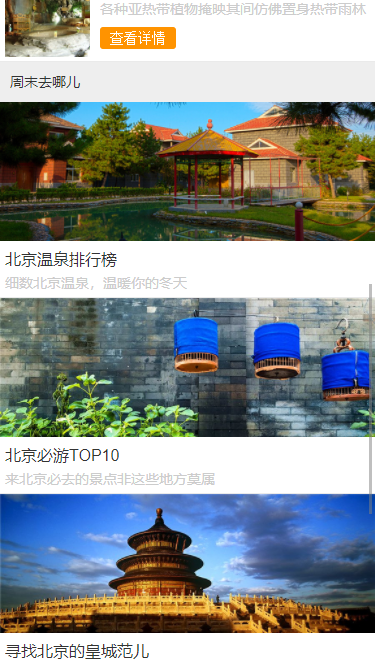 各种亚热带植物掩映其间仿佛置身热带雨林
查看详情
周末去哪儿
北京温泉排行榜
细数北京温泉，温暖你的冬天
北京必游TOP10
来北京必去的景点非这些地方莫属
寻找北京的皇城范儿